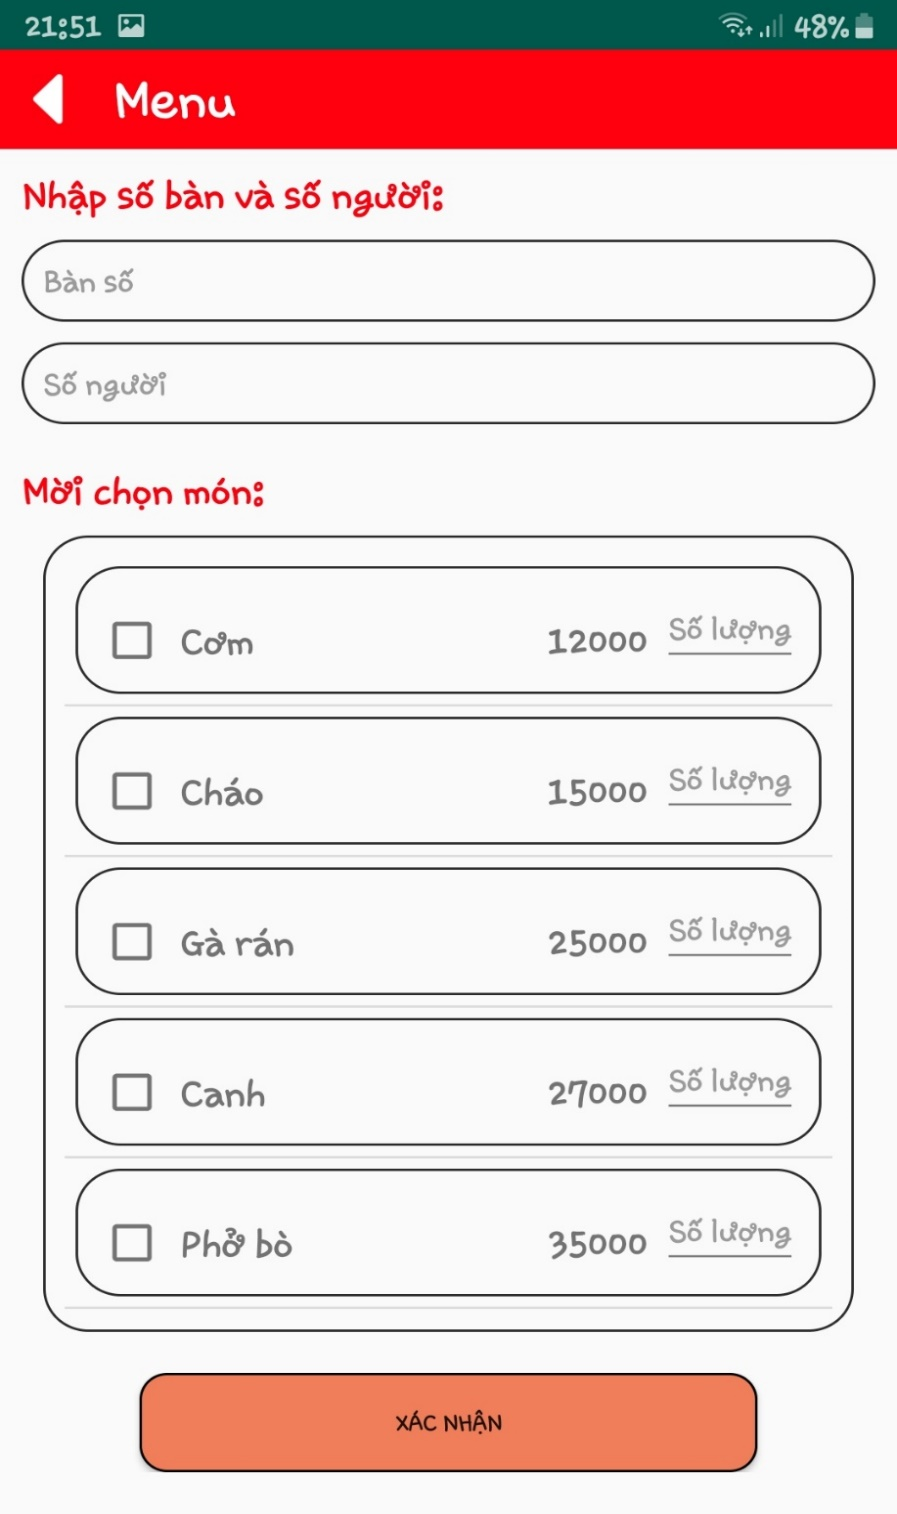 21:51
48%
Menu
Nhập số bàn và số người:
Bàn số
Số người
Mời chọn món:
Cơm 12000 Số lượng
Cháo 15000 Số lượng
Gà rán 25000 Số lượng
Canh 27000 Số lượng
Phở bò 35000 Số lượng
XÁC NHẬN